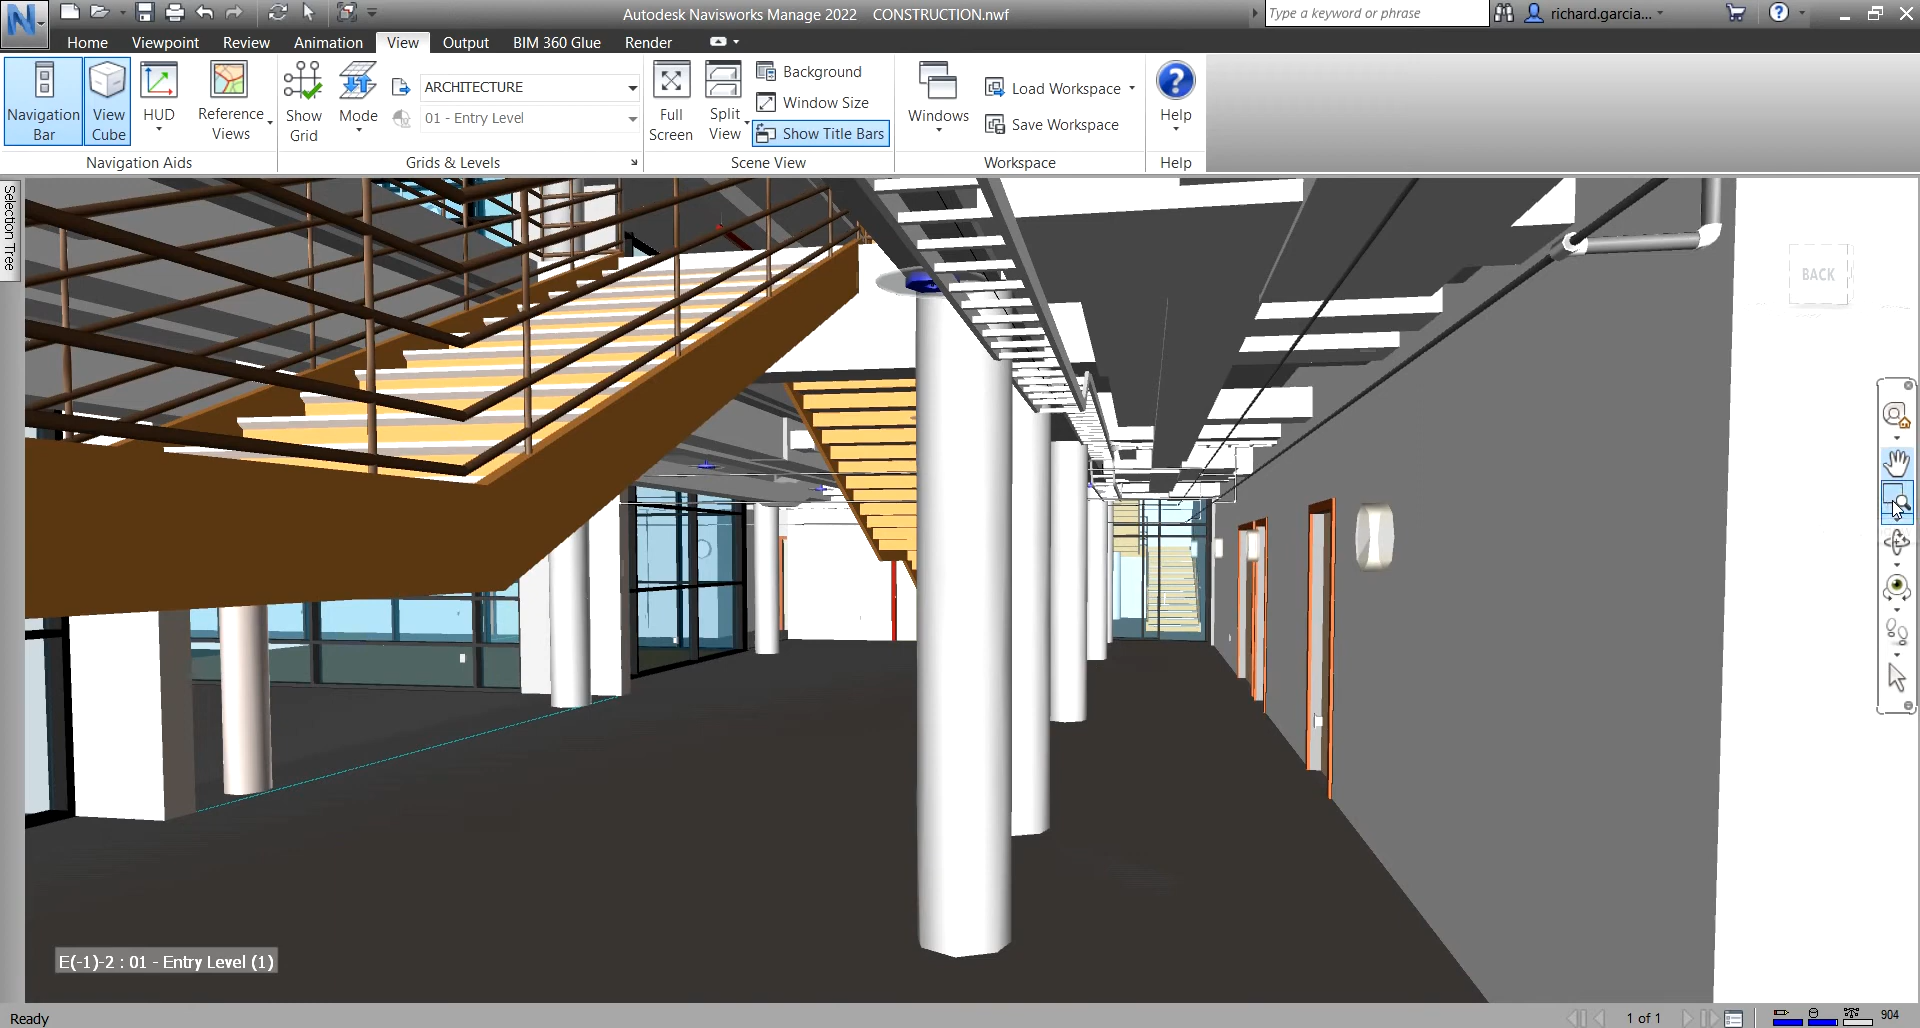 Autodesk Navisworks Manage 2022 CONSTRUCTION.nwf
Type a keyword or phrase
richard.garcia...
Home Viewpoint Review Animation View Output BIM 360 Glue Render
Navigation Bar
View Cube
HUD
Reference Views
Navigation Aids
Show Grid
Mode
ARCHITECTURE
01 - Entry Level
Grids & Levels
Full Screen
Split View
Background
Window Size
Show Title Bars
Scene View
Windows
Load Workspace
Save Workspace
Workspace
Help
Help
Selection Tree
BACK
E(-1)-2 : 01 - Entry Level (1)
Ready
1 of 1
904